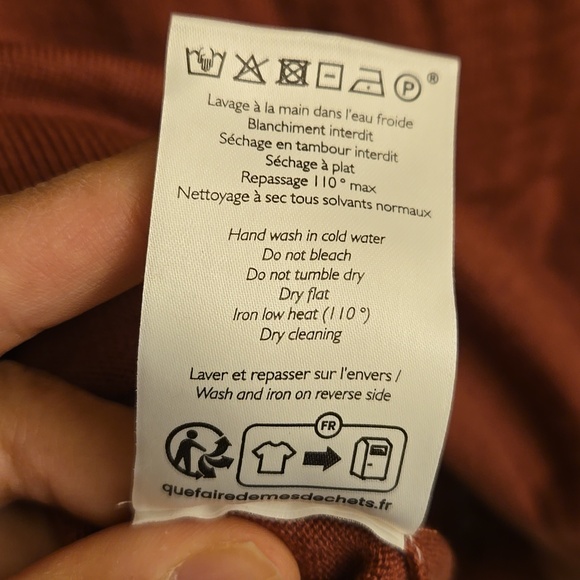 P ®
Lavage à la main dans l'eau froide
Blanchiment interdit
Séchage en tambour interdit
Séchage à plat
Repassage 110° max
Nettoyage à sec tous solvants normaux
Hand wash in cold water
Do not bleach
Do not tumble dry
Dry flat
Iron low heat (110°)
Dry cleaning
Laver et repasser sur l'envers /
Wash and iron on reverse side
FR
quefairedemesdechets.fr